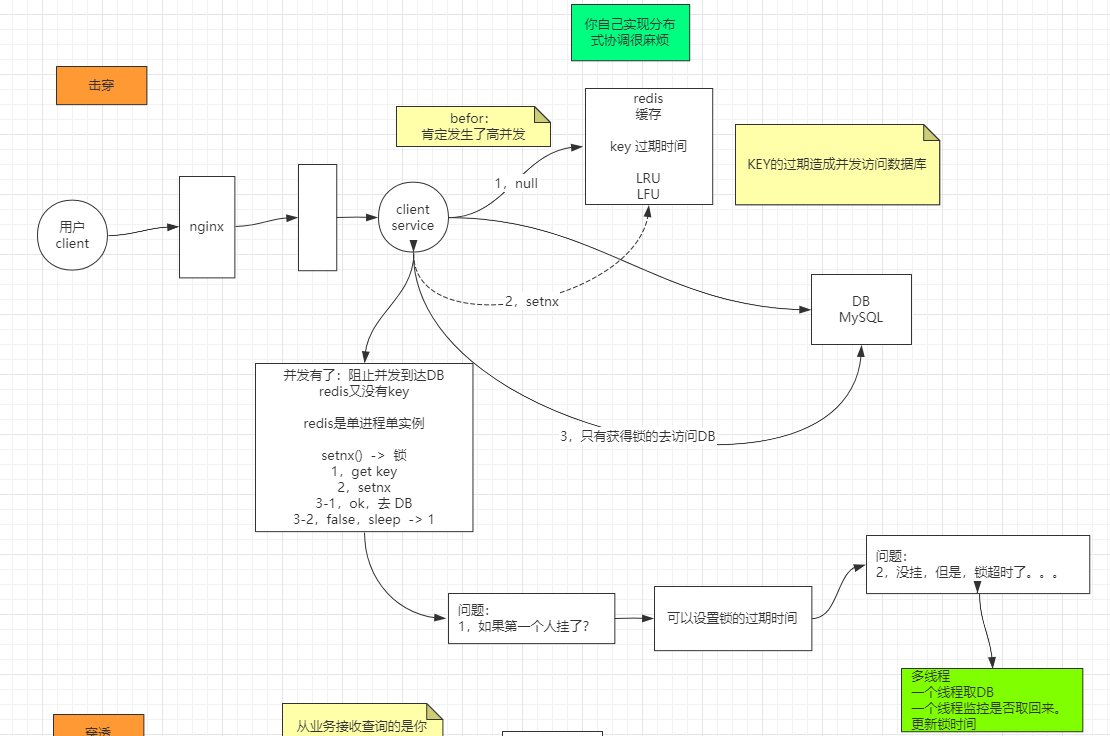 你自己实现分布
式协调很麻烦
击穿
befor：
肯定发生了高并发
redis
缓存
key 过期时间
LRU
LFU
KEY的过期造成并发访问数据库
1，null
用户
client
nginx
client
service
2，setnx
DB
MySQL
并发有了：阻止并发到达DB
redis又没有key
redis是单进程单实例
setnx() -> 锁
1，get key
2，setnx
3-1，ok，去 DB
3-2，false，sleep -> 1
3，只有获得锁的去访问DB
问题：
1，如果第一个人挂了？
可以设置锁的过期时间
问题：
2，没挂，但是，锁超时了。。。
多线程
一个线程取DB
一个线程监控是否取回来。
更新锁时间
穿透
从业务接收查询的是你